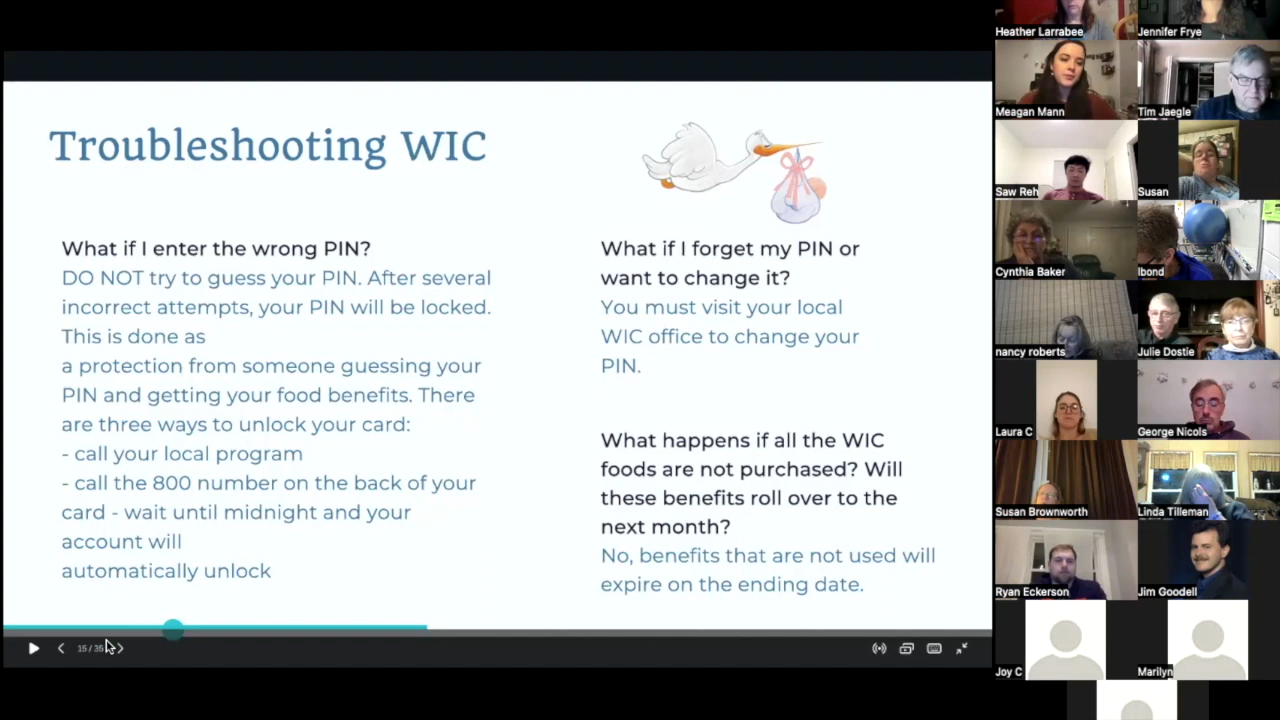 Troubleshooting WIC
What if I enter the wrong PIN?
DO NOT try to guess your PIN. After several
incorrect attempts, your PIN will be locked.
This is done as
a protection from someone guessing your
PIN and getting your food benefits. There
are three ways to unlock your card:
- call your local program
- call the 800 number on the back of your
card - wait until midnight and your
account will
automatically unlock
What if I forget my PIN or
want to change it?
You must visit your local
WIC office to change your
PIN.
What happens if all the WIC
foods are not purchased? Will
these benefits roll over to the
next month?
No, benefits that are not used will
expire on the ending date.
15 / 35
Heather Larrabee
Jennifer Frye
Meagan Mann
Tim Jaegle
Saw Reh
Susan
Cynthia Baker
lbond
nancy roberts
Julie Dostie
Laura C
George Nicols
Susan Brownworth
Linda Tilleman
Ryan Eckerson
Jim Goodell
Joy C
Marilyn